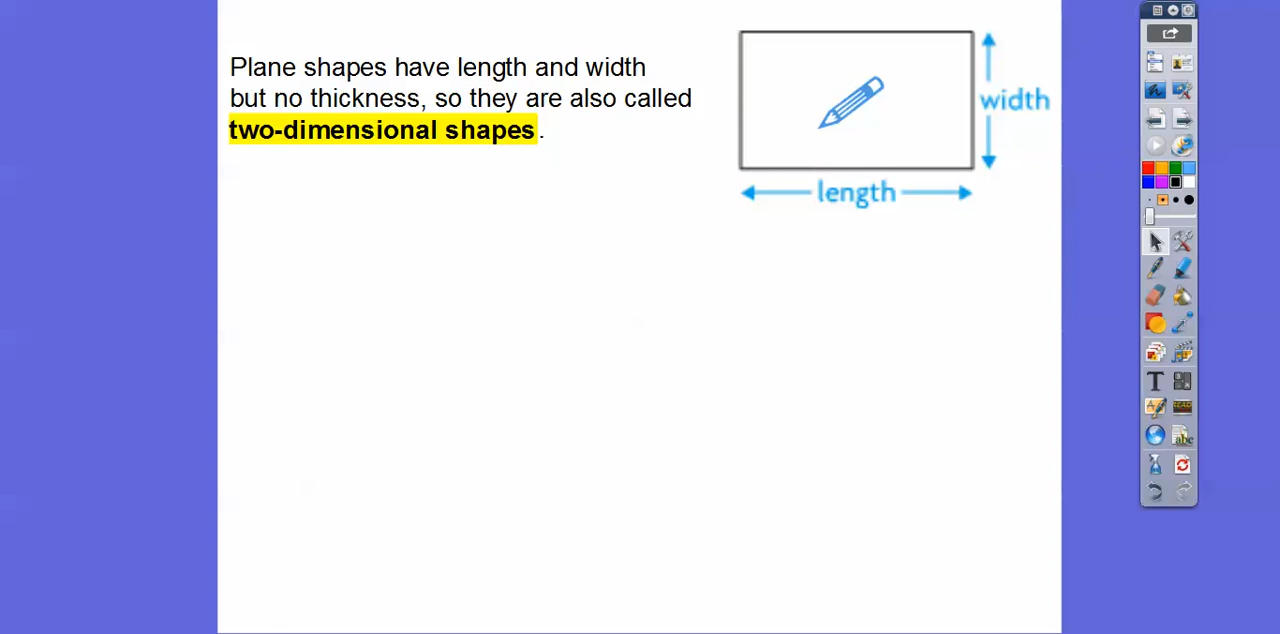 Plane shapes have length and width
but no thickness, so they are also called
two-dimensional shapes.
width
length